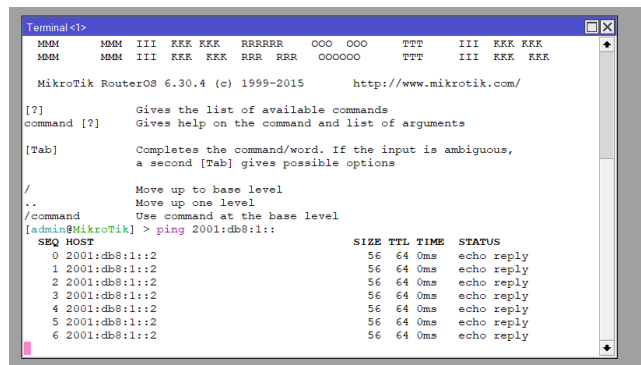 Terminal <1>
MMM MMM III KKK KKK RRRRRR OOO OOO TTT III KKK KKK
MMM MMM III KKK KKK RRR RRR OOOOOO TTT III KKK KKK
MikroTik RouterOS 6.30.4 (c) 1999-2015 http://www.mikrotik.com/
[?] Gives the list of available commands
command [?] Gives help on the command and list of arguments
[Tab] Completes the command/word. If the input is ambiguous,
a second [Tab] gives possible options
/ Move up to base level
.. Move up one level
/command Use command at the base level
[admin@MikroTik] > ping 2001:db8:1::
SEQ HOST SIZE TTL TIME STATUS
0 2001:db8:1::2 56 64 0ms echo reply
1 2001:db8:1::2 56 64 0ms echo reply
2 2001:db8:1::2 56 64 0ms echo reply
3 2001:db8:1::2 56 64 0ms echo reply
4 2001:db8:1::2 56 64 0ms echo reply
5 2001:db8:1::2 56 64 0ms echo reply
6 2001:db8:1::2 56 64 0ms echo reply